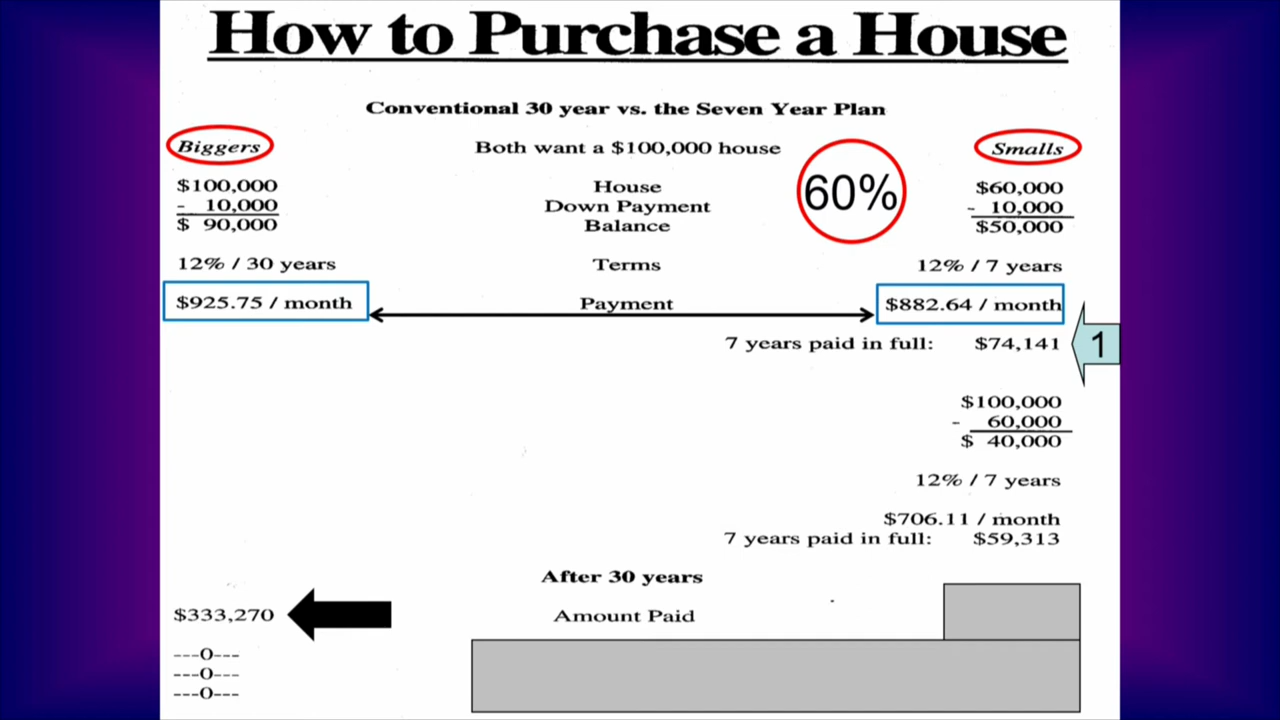 How to Purchase a House
Conventional 30 year vs. the Seven Year Plan
Biggers Both want a $100,000 house Smalls
60%
$100,000 House $60,000
- 10,000 Down Payment - 10,000
$ 90,000 Balance $50,000
12% / 30 years Terms 12% / 7 years
$925.75 / month Payment $882.64 / month
7 years paid in full: $74,141 1
$100,000
- 60,000
$ 40,000
12% / 7 years
$706.11 / month
7 years paid in full: $59,313
After 30 years
$333,270 Amount Paid
---O---
---O---
---O---